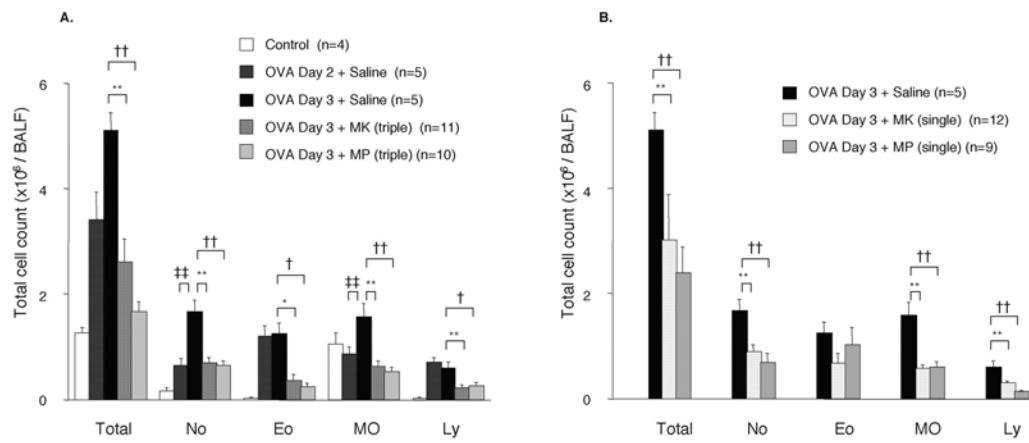 A.
Control (n=4)
OVA Day 2 + Saline (n=5)
OVA Day 3 + Saline (n=5)
OVA Day 3 + MK (triple) (n=11)
OVA Day 3 + MP (triple) (n=10)
Total cell count (x10⁶ / BALF)
6
4
2
0
††
**
‡‡
**
††
*
†
‡‡
**
††
**
†
Total No Eo MO Ly
B.
OVA Day 3 + Saline (n=5)
OVA Day 3 + MK (single) (n=12)
OVA Day 3 + MP (single) (n=9)
Total cell count (x10⁶ / BALF)
6
4
2
0
††
**
††
**
††
**
††
**
Total No Eo MO Ly